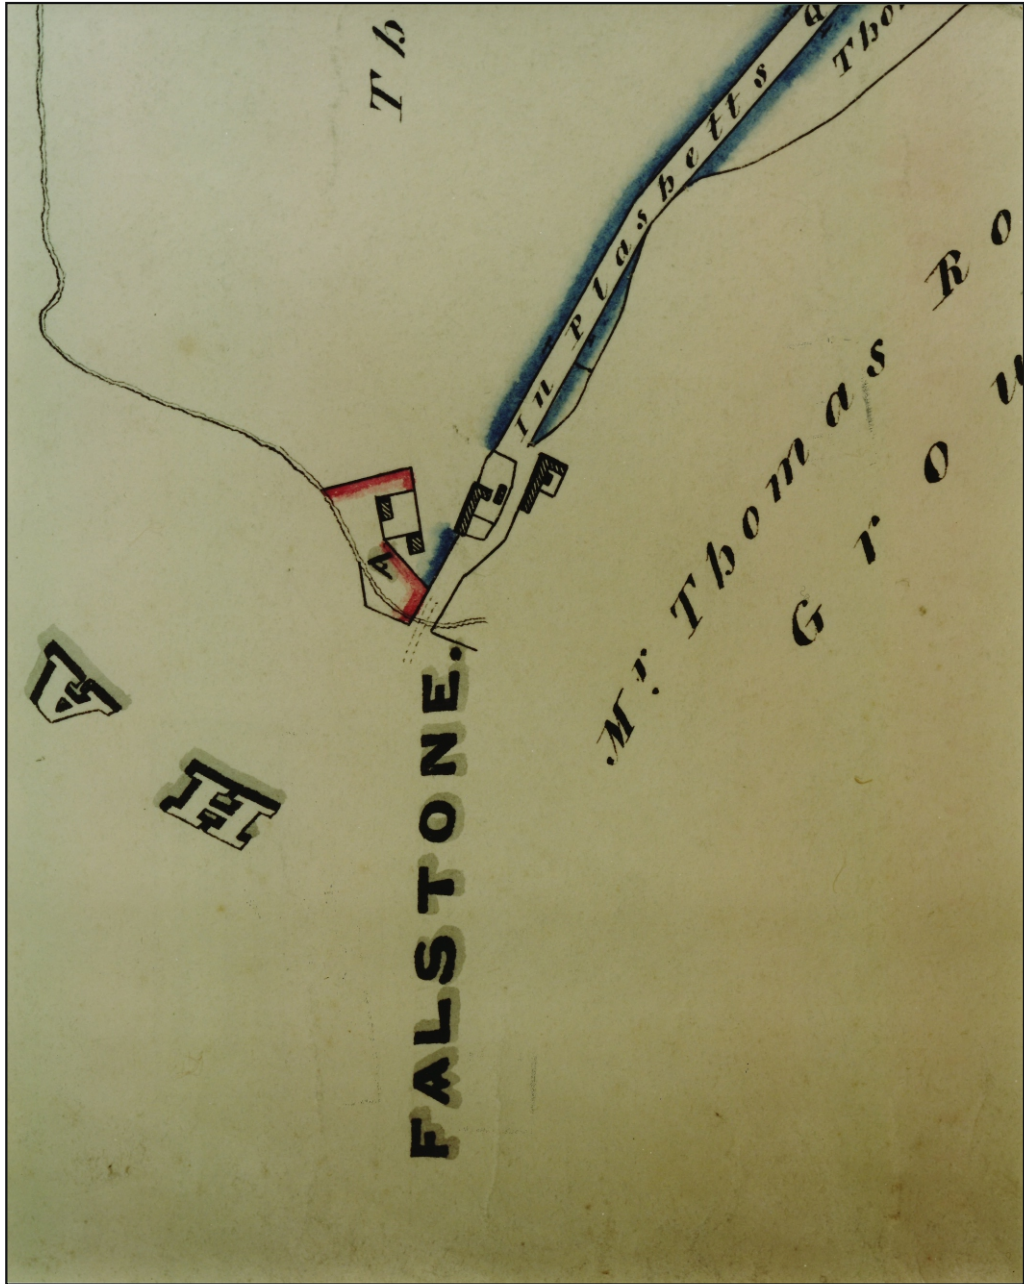 Th
In Plashetts a
Tho
Mr. Thomas Ro
Grou
A
A
H
FALSTONE.